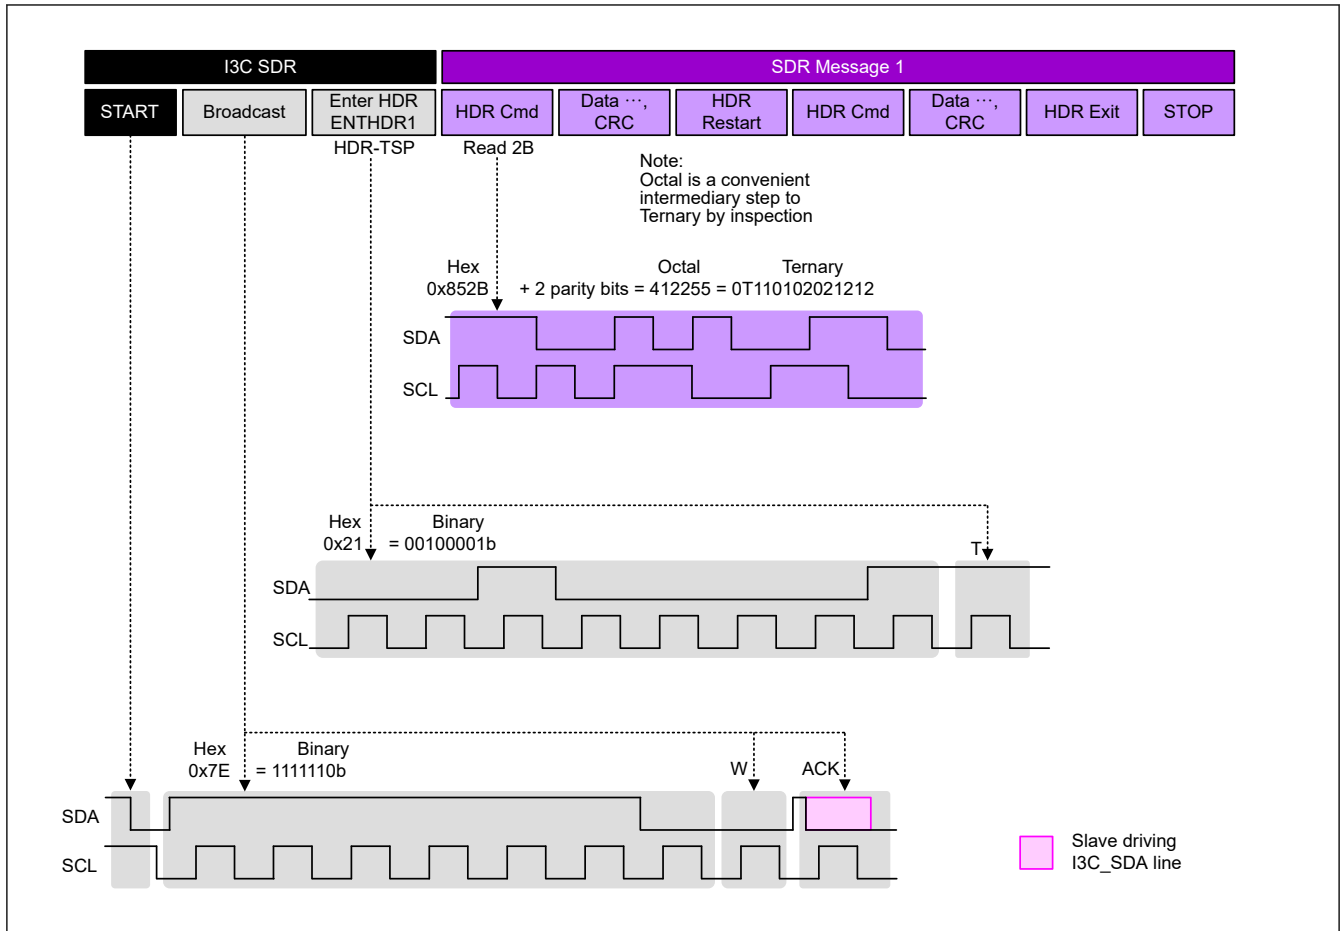 I3C SDR
SDR Message 1
START
Broadcast
Enter HDR
ENTHDR1
HDR Cmd
Data ···,
CRC
HDR
Restart
HDR Cmd
Data ···,
CRC
HDR Exit
STOP
HDR-TSP
Read 2B
Note:
Octal is a convenient
intermediary step to
Ternary by inspection
Hex
Octal
Ternary
0x852B + 2 parity bits = 412255 = 0T110102021212
SDA
SCL
Hex
Binary
0x21 = 00100001b
T
SDA
SCL
Hex
Binary
0x7E = 1111110b
W
ACK
SDA
SCL
Slave driving
I3C_SDA line